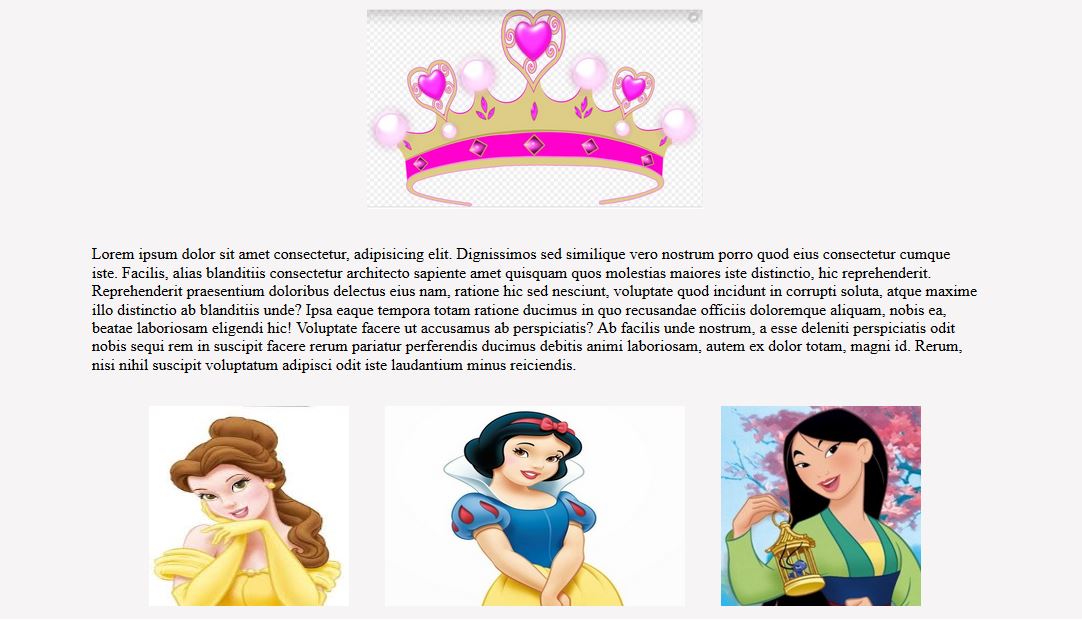 Lorem ipsum dolor sit amet consectetur, adipisicing elit. Dignissimos sed similique vero nostrum porro quod eius consectetur cumque
iste. Facilis, alias blanditiis consectetur architecto sapiente amet quisquam quos molestias maiores iste distinctio, hic reprehenderit.
Reprehenderit praesentium doloribus delectus eius nam, ratione hic sed nesciunt, voluptate quod incidunt in corrupti soluta, atque maxime
illo distinctio ab blanditiis unde? Ipsa eaque tempora totam ratione ducimus in quo recusandae officiis doloremque aliquam, nobis ea,
beatae laboriosam eligendi hic! Voluptate facere ut accusamus ab perspiciatis? Ab facilis unde nostrum, a esse deleniti perspiciatis odit
nobis sequi rem in suscipit facere rerum pariatur perferendis ducimus debitis animi laboriosam, autem ex dolor totam, magni id. Rerum,
nisi nihil suscipit voluptatum adipisci odit iste laudantium minus reiciendis.